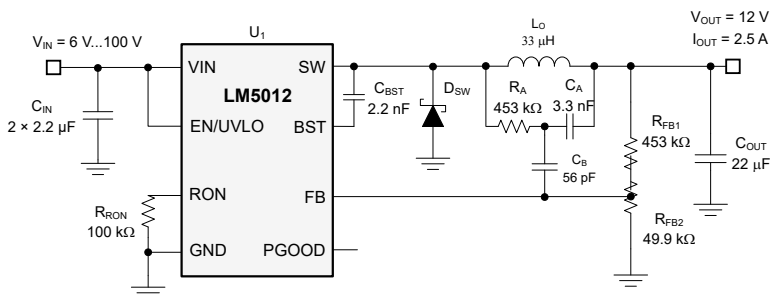 U1
VIN = 6 V...100 V
VOUT = 12 V
IOUT = 2.5 A
LO
33 μH
VIN
SW
LM5012
CBST
2.2 nF
DSW
RA
453 kΩ
CA
3.3 nF
CIN
2 × 2.2 µF
EN/UVLO
BST
RFB1
453 kΩ
COUT
22 µF
CB
56 pF
RON
FB
RRON
100 kΩ
RFB2
49.9 kΩ
GND
PGOOD